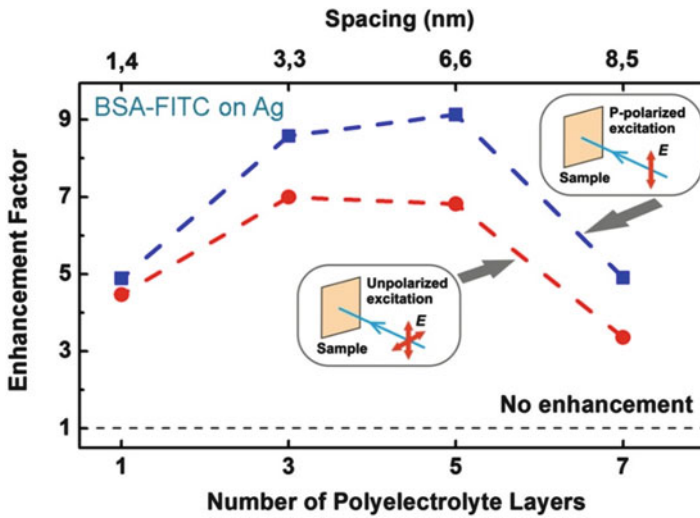 Spacing (nm)
1,4 3,3 6,6 8,5
BSA-FITC on Ag
9
7
5
3
1
Enhancement Factor
P-polarized
excitation
E
Sample
Unpolarized
excitation
E
Sample
No enhancement
1 3 5 7
Number of Polyelectrolyte Layers